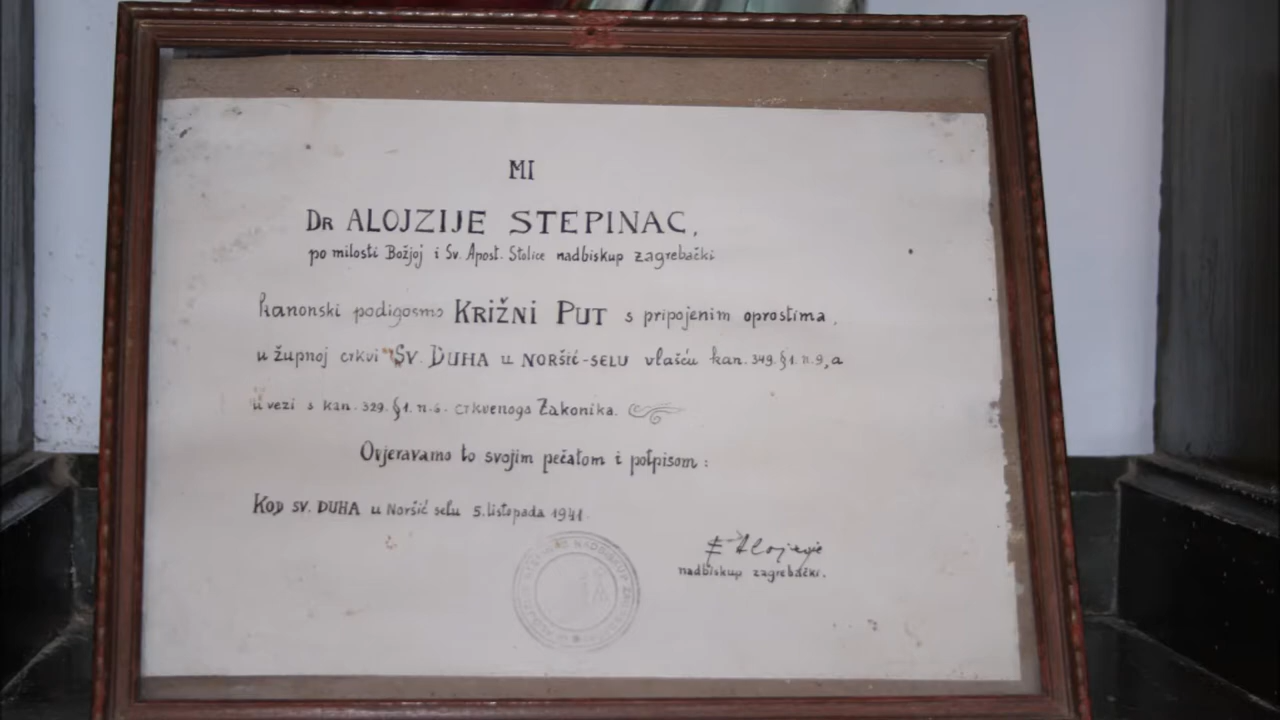 MI
Dr ALOJZIJE STEPINAC,
po milosti Božjoj i Sv. Apost. Stolice nadbiskup zagrebački
kanonski podigosmo KRIŽNI PUT s pripojenim oprostima,
u župnoj crkvi SV. DUHA u NORŠIĆ-SELU vlašću kan. 349. §1. n.9, a
u vezi s kan. 329. §1. n.6. crkvenoga Zakonika.
Ovjeravamo to svojim pečatom i potpisom:
Kod SV. DUHA u Noršić selu 5. listopada 1941.
Alojzije
nadbiskup zagrebački.